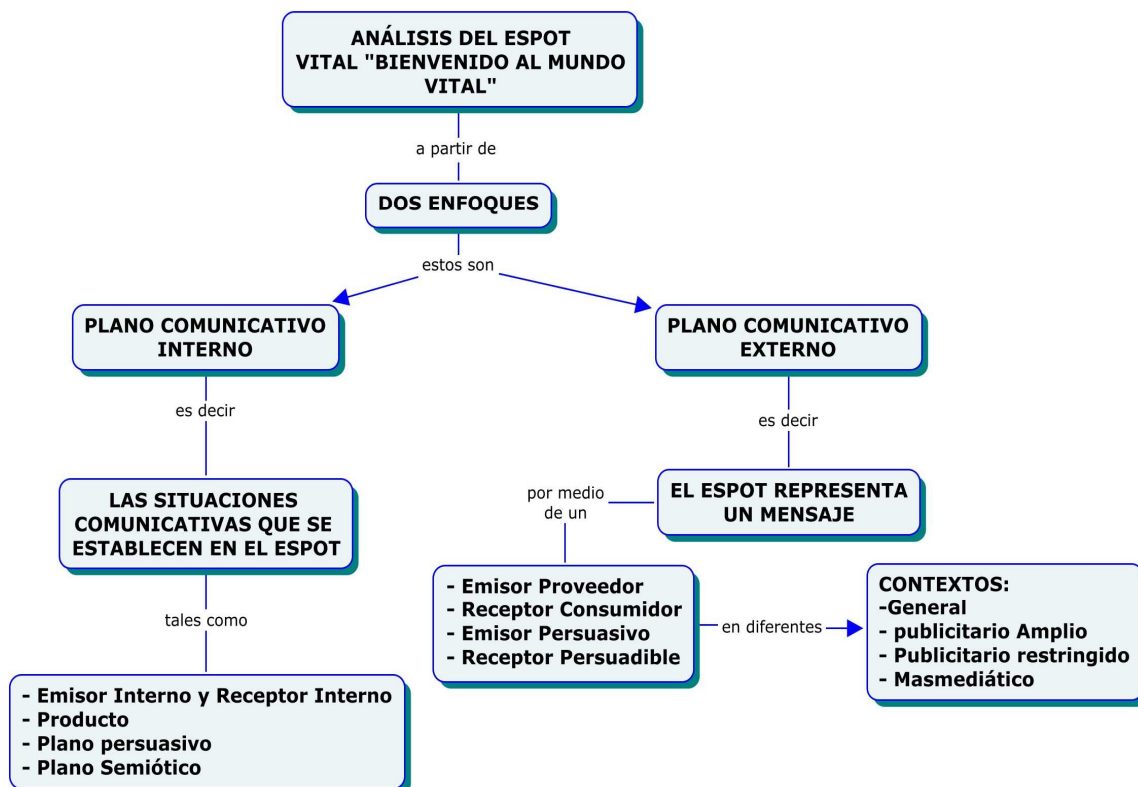 ANÁLISIS DEL ESPOT
VITAL "BIENVENIDO AL MUNDO
VITAL"
a partir de
DOS ENFOQUES
estos son
PLANO COMUNICATIVO
INTERNO
es decir
LAS SITUACIONES
COMUNICATIVAS QUE SE
ESTABLECEN EN EL ESPOT
tales como
- Emisor Interno y Receptor Interno
- Producto
- Plano persuasivo
- Plano Semiótico
PLANO COMUNICATIVO
EXTERNO
es decir
EL ESPOT REPRESENTA
UN MENSAJE
por medio
de un
- Emisor Proveedor
- Receptor Consumidor
- Emisor Persuasivo
- Receptor Persuadible
en diferentes
CONTEXTOS:
-General
- publicitario Amplio
- Publicitario restringido
- Masmediático